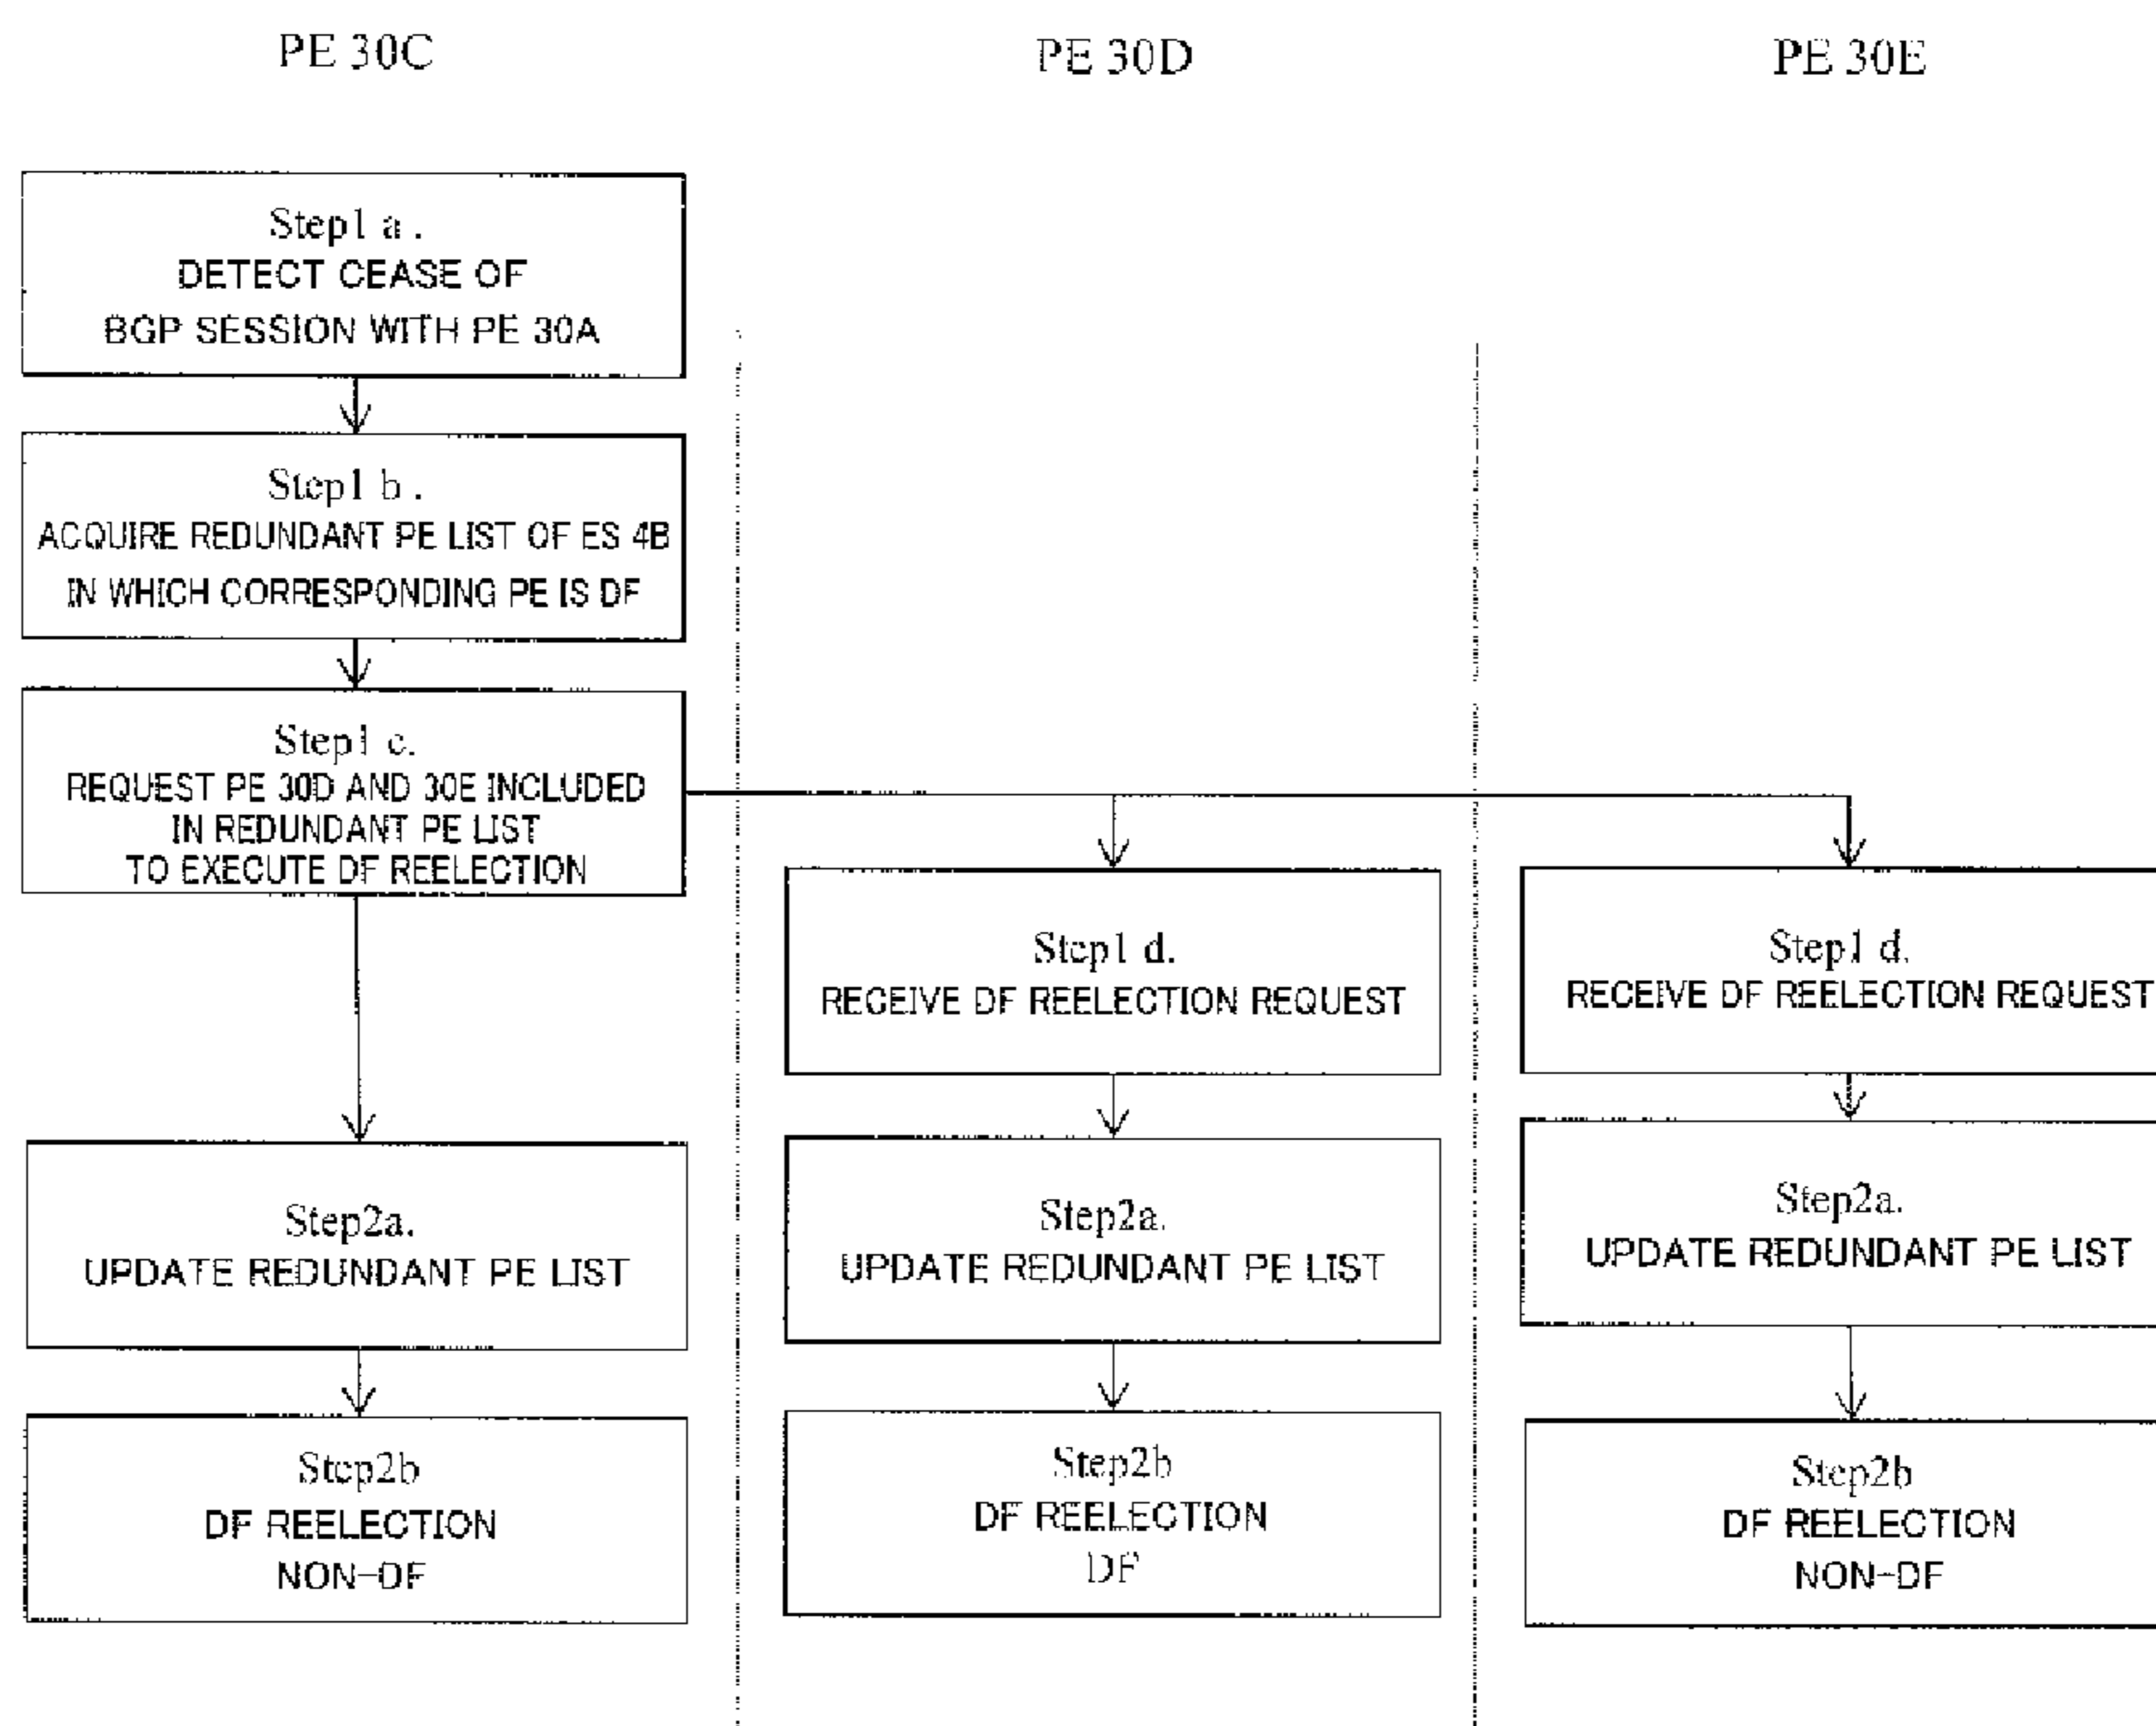 PE 30C
PE 30D
PE 30E
Step1 a .
DETECT CEASE OF
BGP SESSION WITH PE 30A
Step1 b .
ACQUIRE REDUNDANT PE LIST OF ES 4B
IN WHICH CORRESPONDING PE IS DF
Step1 c.
REQUEST PE 30D AND 30E INCLUDED
IN REDUNDANT PE LIST
TO EXECUTE DF REELECTION
Step1 d.
RECEIVE DF REELECTION REQUEST
Step1 d.
RECEIVE DF REELECTION REQUEST
Step2a.
UPDATE REDUNDANT PE LIST
Step2a.
UPDATE REDUNDANT PE LIST
Step2a.
UPDATE REDUNDANT PE LIST
Step2b
DF REELECTION
NON-DF
Step2b
DF REELECTION
DF
Step2b
DF REELECTION
NON-DF